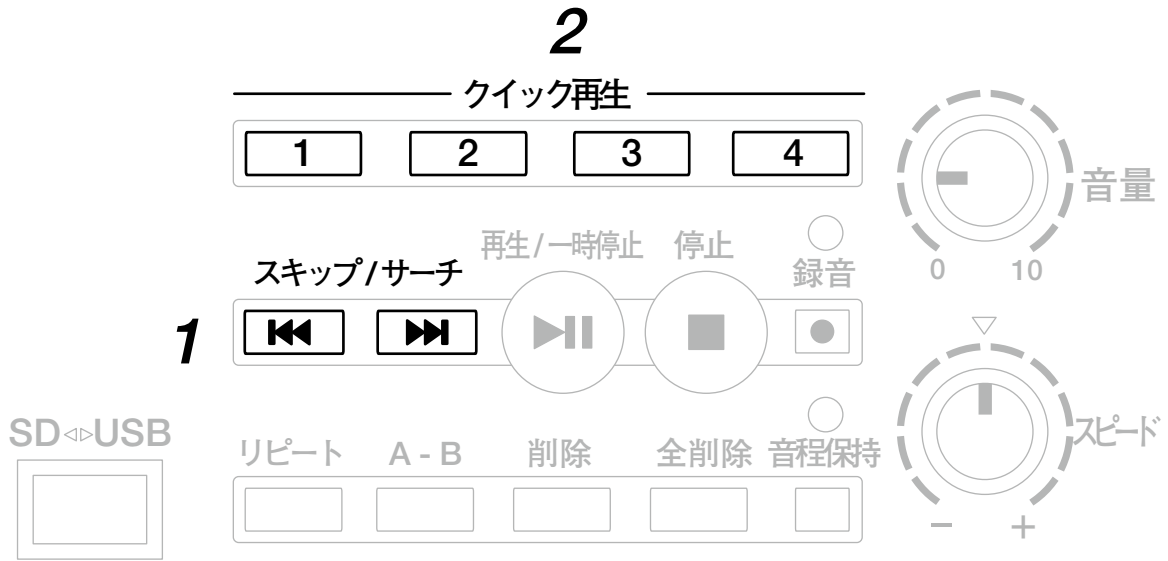 2
クイック再生
1 2 3 4
音量
0 10
再生/一時停止 停止
録音
スキップ/サーチ
1
SD◁▷USB
リピート A - B 削除 全削除 音程保持
スピード
− +